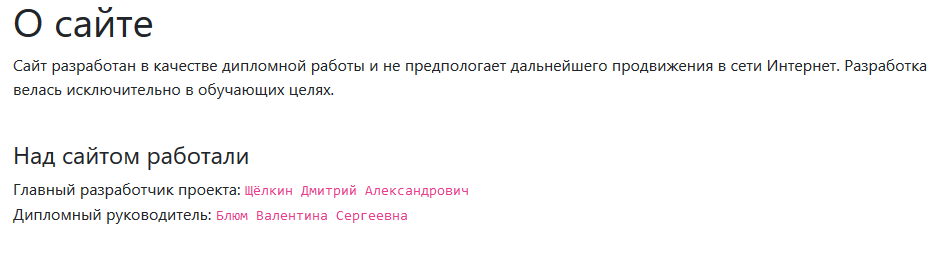 О сайте
Сайт разработан в качестве дипломной работы и не предпологает дальнейшего продвижения в сети Интернет. Разработка
велась исключительно в обучающих целях.
Над сайтом работали
Главный разработчик проекта: Щёлкин Дмитрий Александрович
Дипломный руководитель: Блюм Валентина Сергеевна